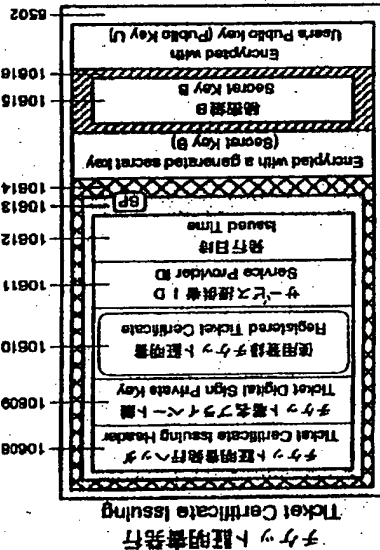 チケット証明書発行
Ticket Certificate Issuing
10608
チケット証明書発行ヘッダ
Ticket Certificate Issuing Header
10609
チケット署名プライベート鍵
Ticket Digital Sign Private Key
10610
使用登録チケット証明書
Registered Ticket Certificate
10611
サービス提供者ID
Service Provider ID
10612
発行日時
Issued Time
10613
SP
10614
Encrypted with a generated secret key
(Secret Key B)
10615
秘密鍵B
Secret Key B
10616
Encrypted with
User's Public Key (Public Key U)
8502